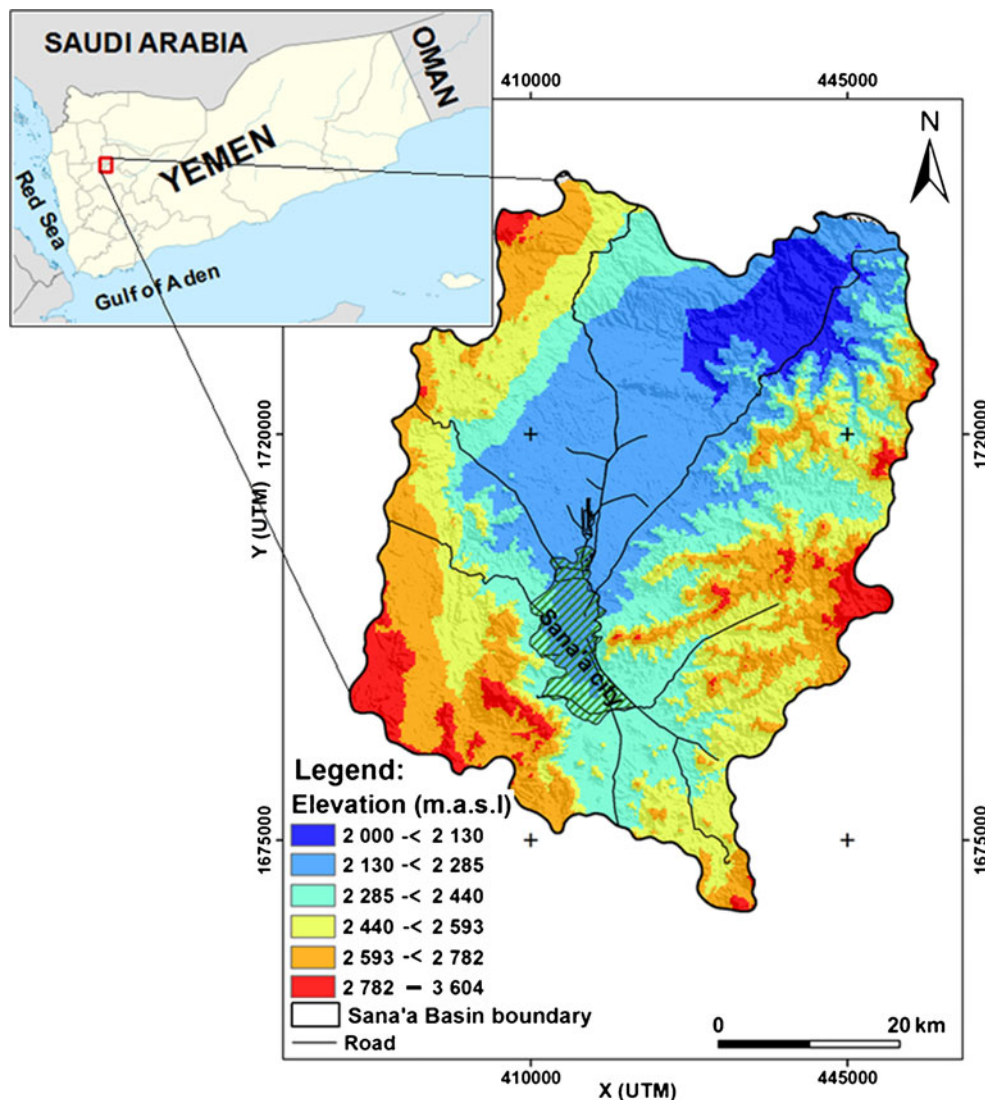 SAUDI ARABIA
OMAN
YEMEN
Red Sea
Gulf of Aden
410000
445000
N
1720000
1720000
Y (UTM)
Sana'a city
Legend:
Elevation (m.a.s.l)
2 000 -< 2 130
2 130 -< 2 285
2 285 -< 2 440
2 440 -< 2 593
2 593 -< 2 782
2 782 – 3 604
Sana'a Basin boundary
Road
1675000
1675000
0
20 km
410000
445000
X (UTM)